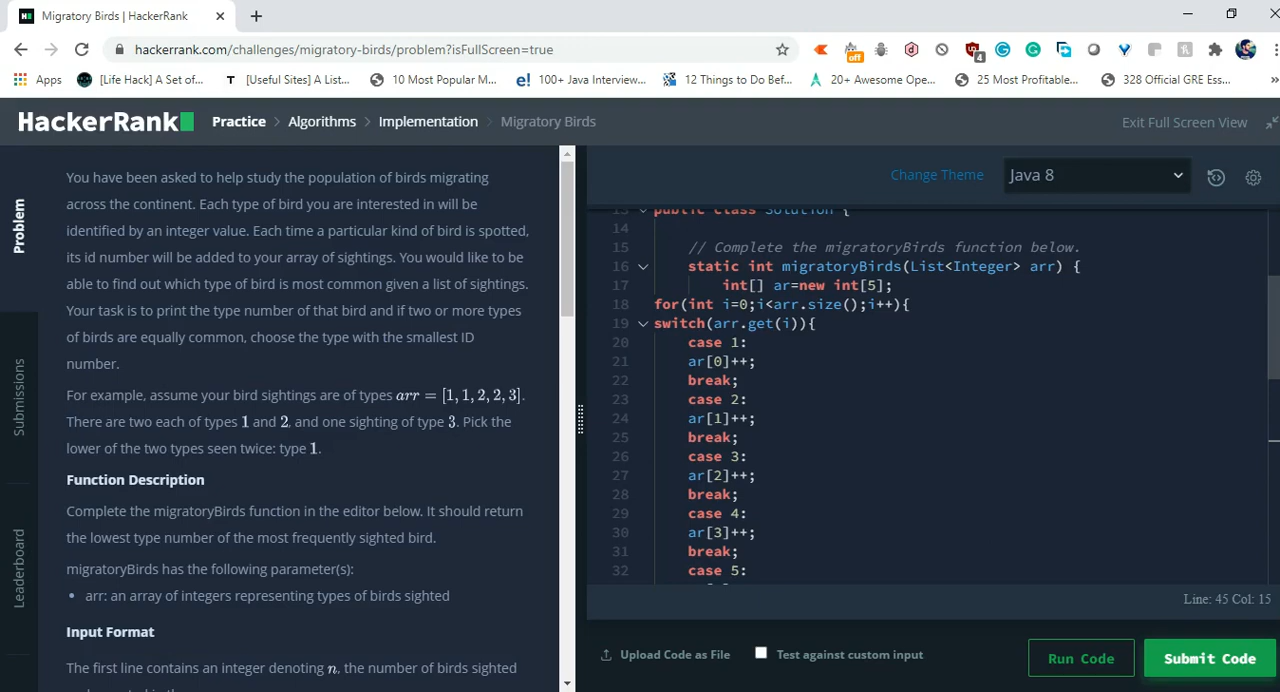 Migratory Birds | HackerRank
hackerrank.com/challenges/migratory-birds/problem?isFullScreen=true
off
4
Apps
[Life Hack] A Set of...
[Useful Sites] A List...
10 Most Popular M...
100+ Java Interview...
12 Things to Do Bef...
20+ Awesome Ope...
25 Most Profitable...
328 Official GRE Ess...
HackerRank
Practice > Algorithms > Implementation > Migratory Birds
Exit Full Screen View
Problem
Submissions
Leaderboard
You have been asked to help study the population of birds migrating
across the continent. Each type of bird you are interested in will be
identified by an integer value. Each time a particular kind of bird is spotted,
its id number will be added to your array of sightings. You would like to be
able to find out which type of bird is most common given a list of sightings.
Your task is to print the type number of that bird and if two or more types
of birds are equally common, choose the type with the smallest ID
number.
For example, assume your bird sightings are of types arr = [1, 1, 2, 2, 3].
There are two each of types 1 and 2, and one sighting of type 3. Pick the
lower of the two types seen twice: type 1.
Function Description
Complete the migratoryBirds function in the editor below. It should return
the lowest type number of the most frequently sighted bird.
migratoryBirds has the following parameter(s):
• arr: an array of integers representing types of birds sighted
Input Format
The first line contains an integer denoting n, the number of birds sighted
Change Theme
Java 8
13 public class Solution {
14
15 // Complete the migratoryBirds function below.
16 static int migratoryBirds(List<Integer> arr) {
17 int[] ar=new int[5];
18 for(int i=0;i<arr.size();i++){
19 switch(arr.get(i)){
20 case 1:
21 ar[0]++;
22 break;
23 case 2:
24 ar[1]++;
25 break;
26 case 3:
27 ar[2]++;
28 break;
29 case 4:
30 ar[3]++;
31 break;
32 case 5:
Line: 45 Col: 15
Upload Code as File
Test against custom input
Run Code
Submit Code